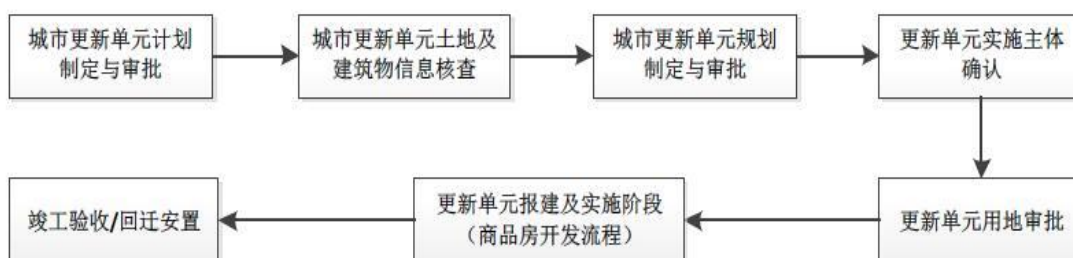 城市更新单元计划
制定与审批
城市更新单元土地及
建筑物信息核查
城市更新单元规划
制定与审批
更新单元实施主体
确认
更新单元用地审批
更新单元报建及实施阶段
（商品房开发流程）
竣工验收/回迁安置